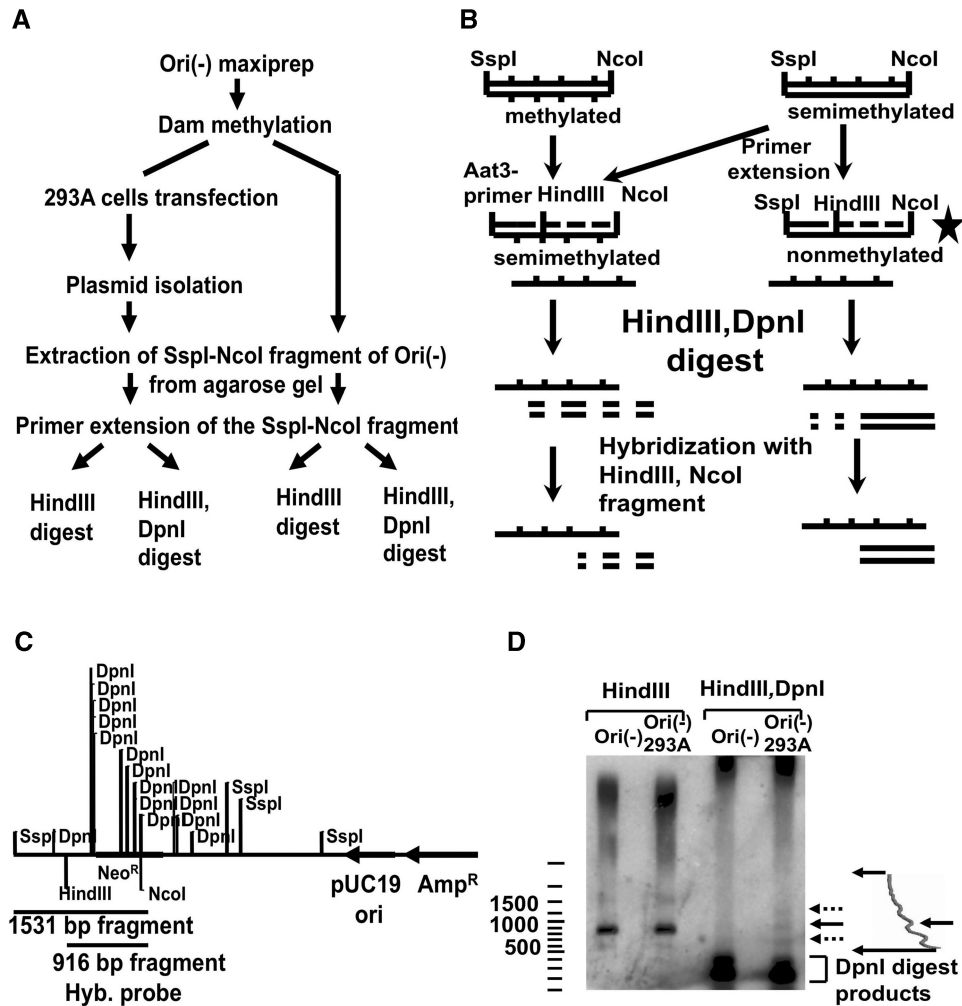 A
Ori(-) maxiprep
Dam methylation
293A cells transfection
Plasmid isolation
Extraction of SspI-NcoI fragment of Ori(-)
from agarose gel
Primer extension of the SspI-NcoI fragment
HindIII
digest
HindIII,
DpnI
digest
HindIII
digest
HindIII,
DpnI
digest
B
SspI
NcoI
methylated
SspI
NcoI
semimethylated
Primer
extension
Aat3-
primer
HindIII
NcoI
semimethylated
SspI
HindIII
NcoI
nonmethylated
HindIII,DpnI
digest
Hybridization with
HindIII, NcoI
fragment
C
DpnI
DpnI
DpnI
DpnI
DpnI
DpnI
DpnI
DpnI
DpnI
DpnI
DpnI
DpnI
DpnI
DpnI
SspI
SspI
SspI
DpnI
SspI
HindIII
Neo^R
NcoI
pUC19
ori
Amp^R
1531 bp fragment
916 bp fragment
Hyb. probe
D
HindIII
HindIII,DpnI
Ori(-)
Ori(-)
293A
Ori(-)
Ori(-)
293A
1500
1000
500
DpnI digest
products